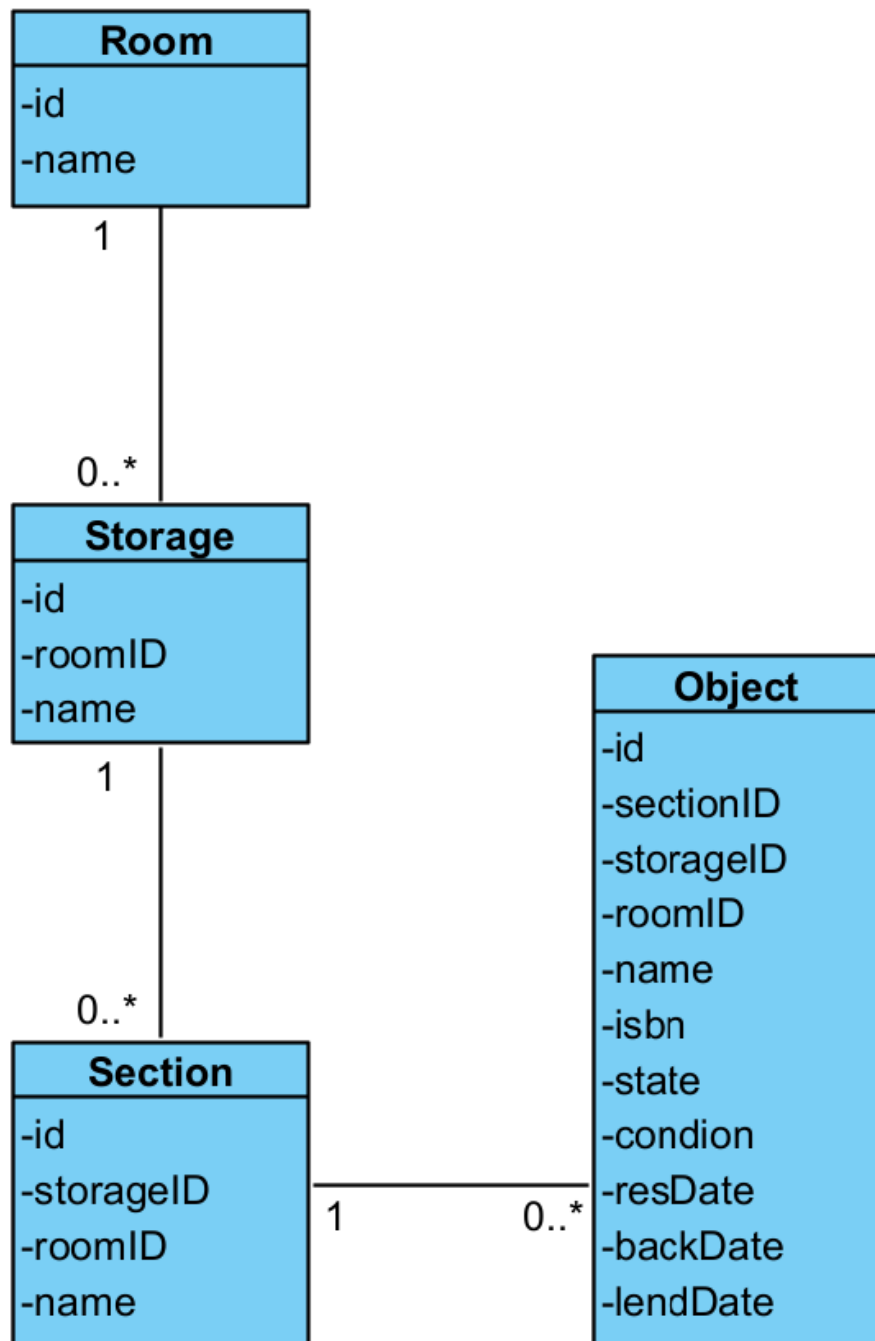 Room
-id
-name
1
0..*
Storage
-id
-roomID
-name
1
0..*
Section
-id
-storageID
-roomID
-name
1
0..*
Object
-id
-sectionID
-storageID
-roomID
-name
-isbn
-state
-condion
-resDate
-backDate
-lendDate